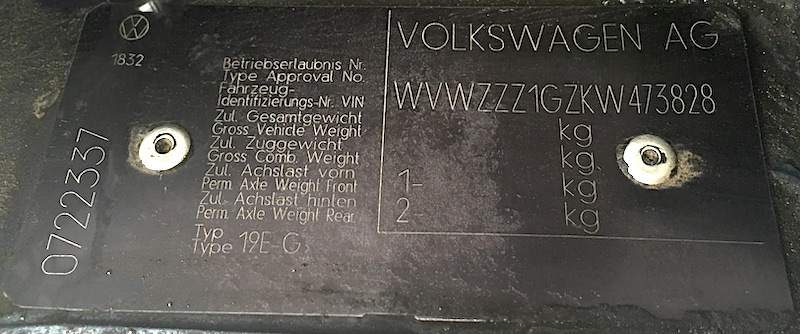 VOLKSWAGEN AG
1832
Betriebserlaubnis Nr.
Type Approval No.
Fahrzeug-
Identifizierungs-Nr. VIN
WVWZZZ1GZKW473828
Zul. Gesamtgewicht
Gross Vehicle Weight
kg
Zul. Zuggewicht
Gross Comb. Weight
kg
Zul. Achslast vorn
Perm. Axle Weight Front
1- kg
Zul. Achslast hinten
Perm. Axle Weight Rear
2- kg
Typ
Type 19E-G
0722337